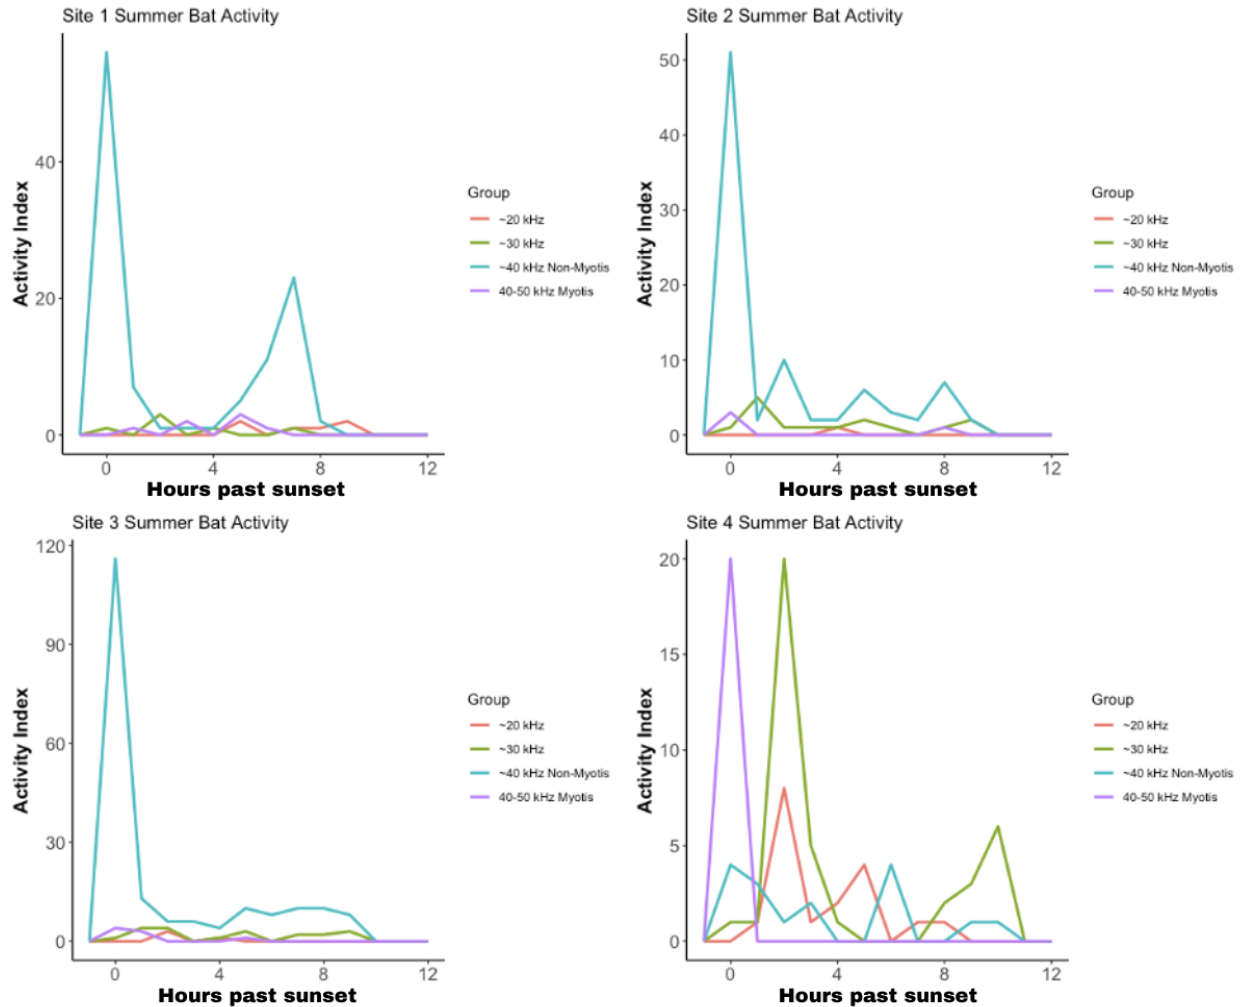 Site 1 Summer Bat Activity
Activity Index
40
20
0
0 4 8 12
Hours past sunset
Group
~20 kHz
~30 kHz
~40 kHz Non-Myotis
40-50 kHz Myotis
Site 2 Summer Bat Activity
Activity Index
50
40
30
20
10
0
0 4 8 12
Hours past sunset
Group
~20 kHz
~30 kHz
~40 kHz Non-Myotis
40-50 kHz Myotis
Site 3 Summer Bat Activity
Activity Index
120
90
60
30
0
0 4 8 12
Hours past sunset
Group
~20 kHz
~30 kHz
~40 kHz Non-Myotis
40-50 kHz Myotis
Site 4 Summer Bat Activity
Activity Index
20
15
10
5
0
0 4 8 12
Hours past sunset
Group
~20 kHz
~30 kHz
~40 kHz Non-Myotis
40-50 kHz Myotis